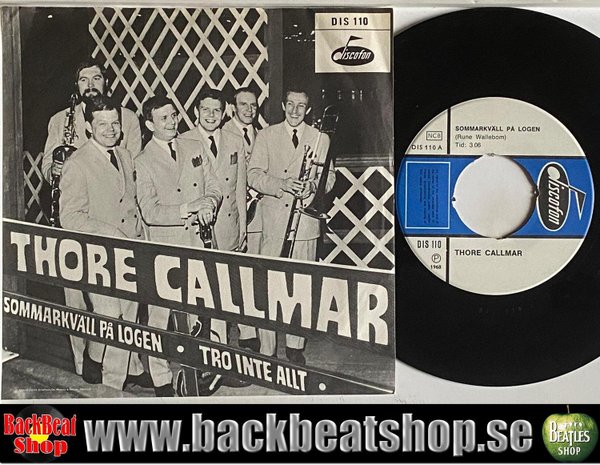 DIS 110
Discofon
THORE CALLMAR
SOMMARKVÄLL PÅ LOGEN • TRO INTE ALLT •
SOMMARKVÄLL PÅ LOGEN
(Rune Wallebom)
Tid: 3.06
NCB
DIS 110 A
Discofon
DIS 110
THORE CALLMAR
P
1968
BackBeat
Shop
www.backbeatshop.se
BEATLES
SHOP